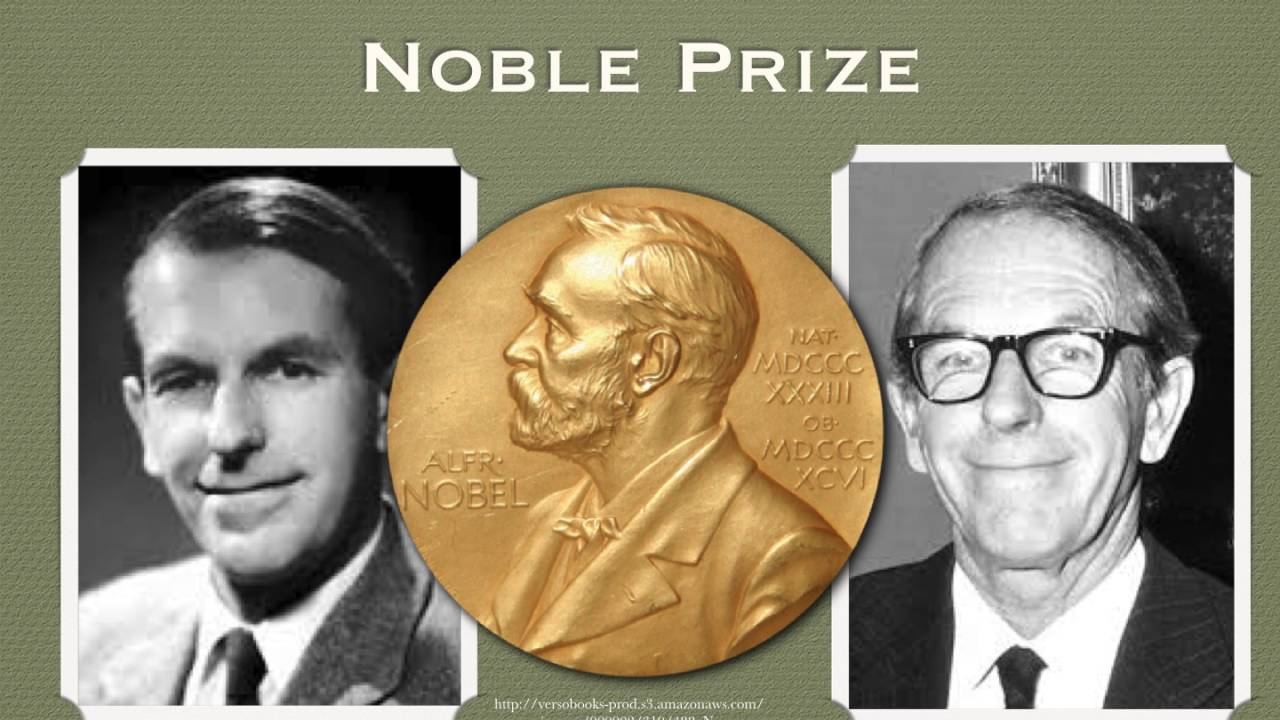 NOBLE PRIZE
NAT·
MDCCC
XXXIII
OB·
MDCCC
XCVI
ALFR·
NOBEL
http://versobooks-prod.s3.amazonaws.com/